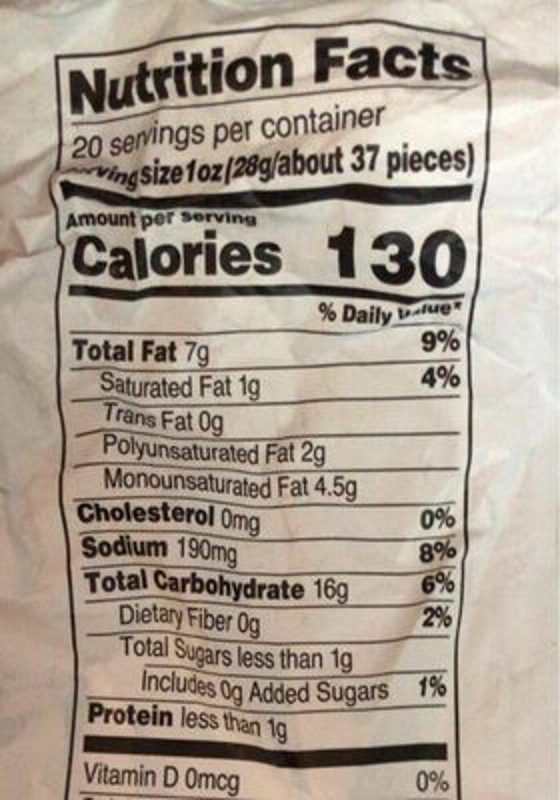 Nutrition Facts
20 servings per container
size 1 oz (28g/about 37 pieces)
Amount per serving
Calories 130
% Daily
Total Fat 7g 9%
Saturated Fat 1g 4%
Trans Fat 0g
Polyunsaturated Fat 2g
Monounsaturated Fat 4.5g
Cholesterol 0mg 0%
Sodium 190mg 8%
Total Carbohydrate 16g 6%
Dietary Fiber 0g 2%
Total Sugars less than 1g
Includes 0g Added Sugars 1%
Protein less than 1g
Vitamin D 0mcg 0%